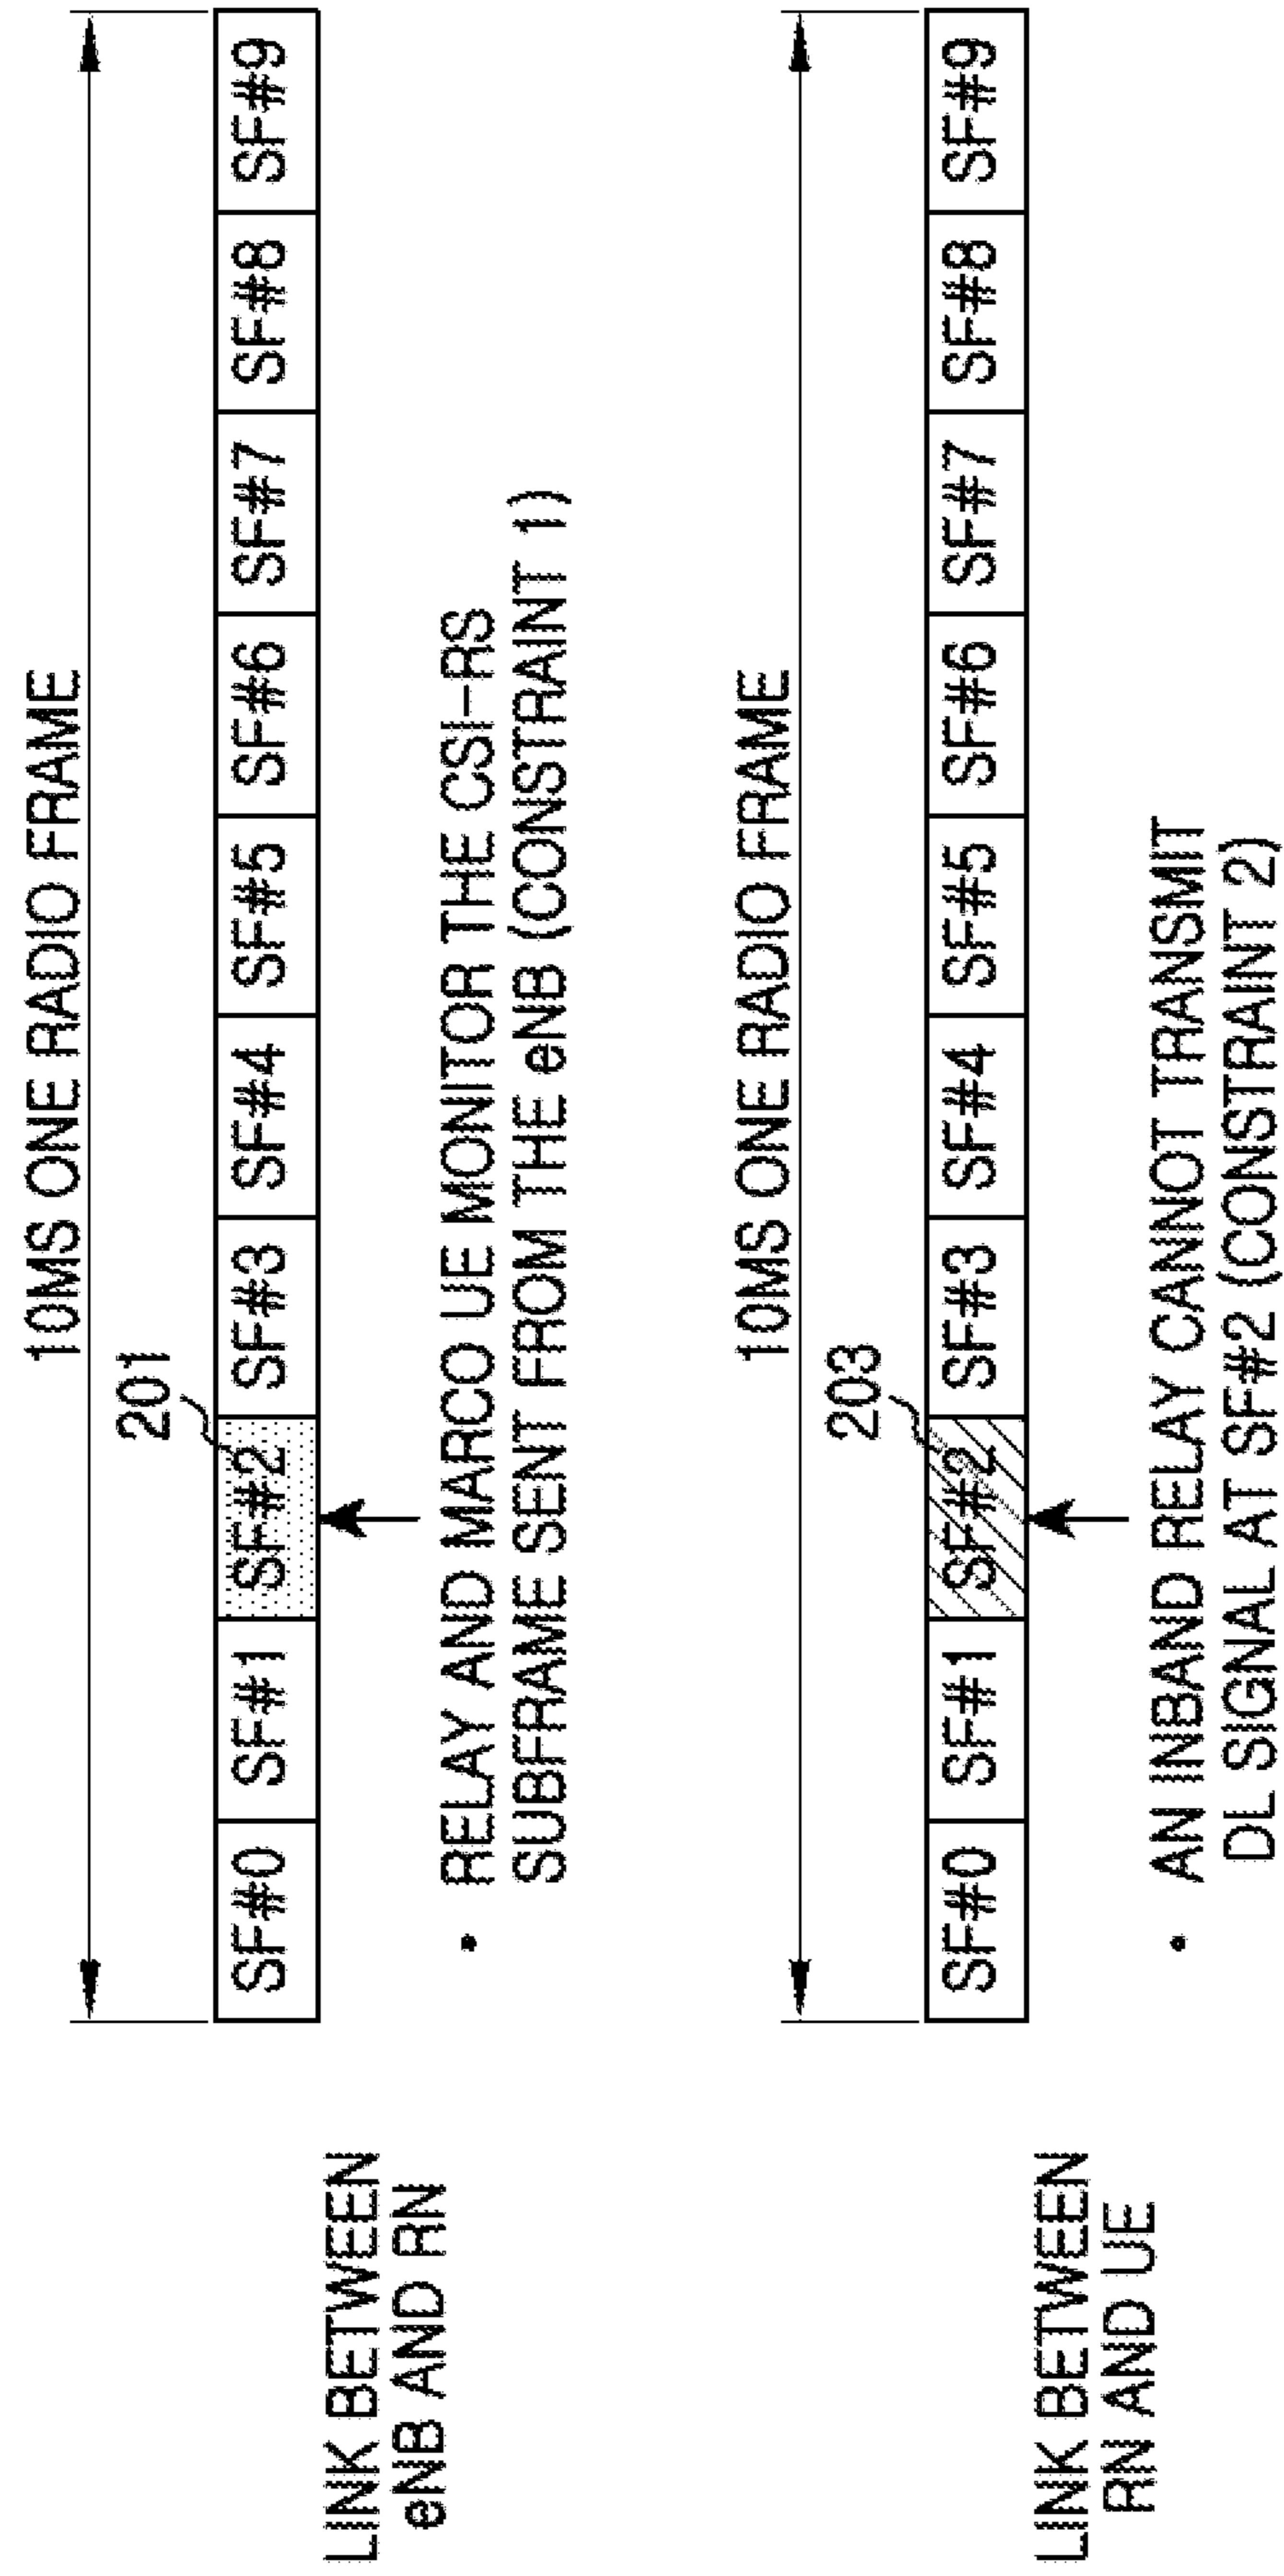 10MS ONE RADIO FRAME
201
SF#0 SF#1 SF#2 SF#3 SF#4 SF#5 SF#6 SF#7 SF#8 SF#9
LINK BETWEEN
eNB AND RN
• RELAY AND MARCO UE MONITOR THE CSI-RS
SUBFRAME SENT FROM THE eNB (CONSTRAINT 1)
10MS ONE RADIO FRAME
203
SF#0 SF#1 SF#2 SF#3 SF#4 SF#5 SF#6 SF#7 SF#8 SF#9
LINK BETWEEN
RN AND UE
• AN INBAND RELAY CANNOT TRANSMIT
DL SIGNAL AT SF#2 (CONSTRAINT 2)